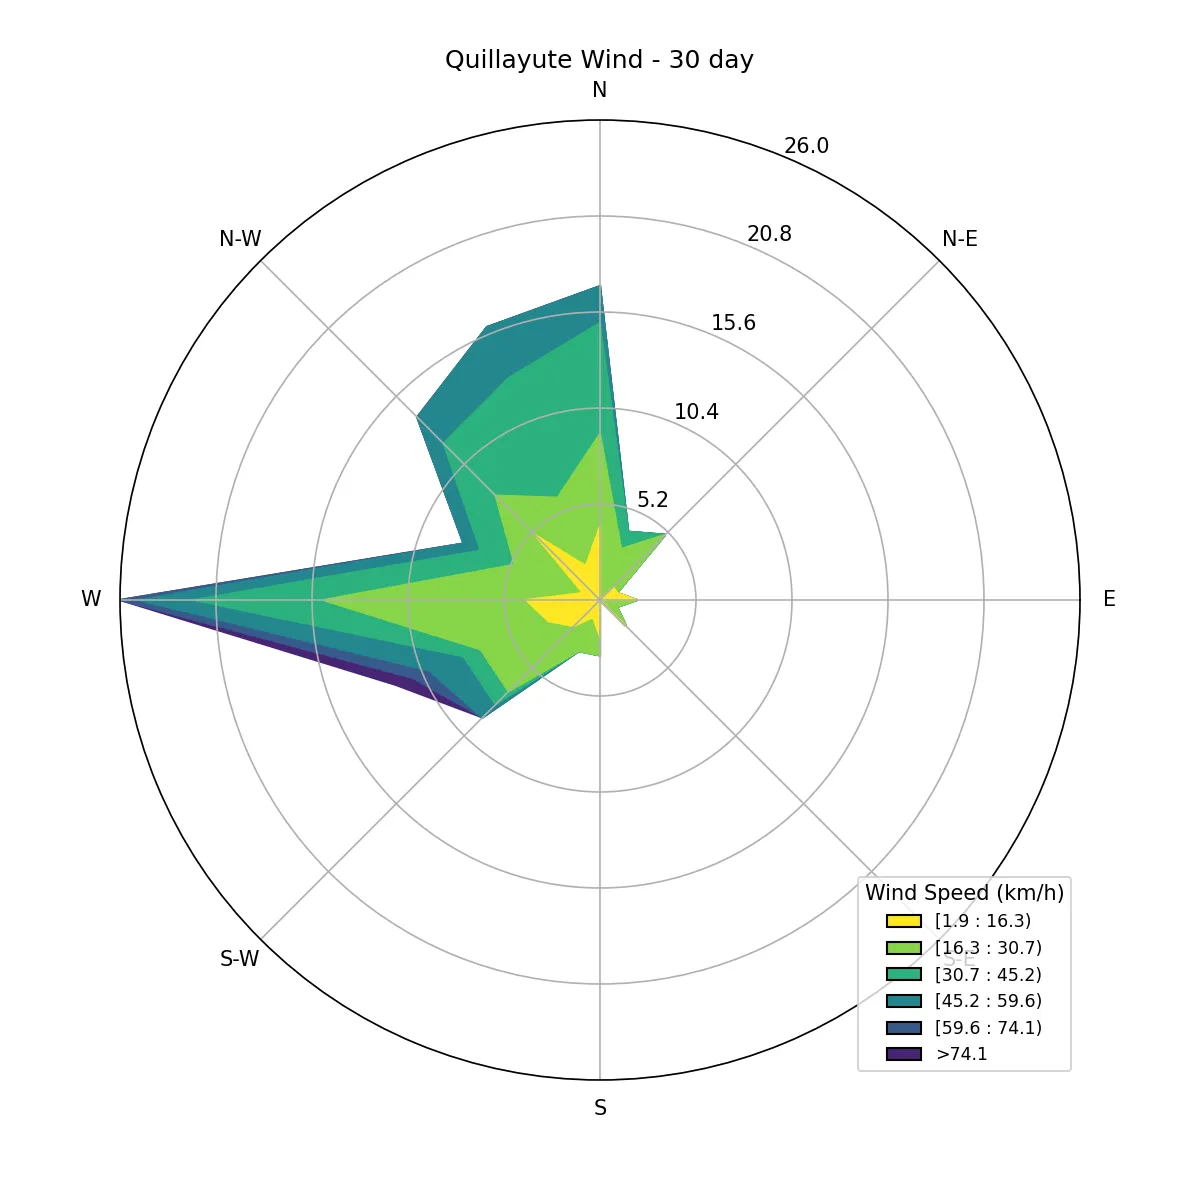 Quillayute Wind - 30 day
N
26.0
N-W
20.8
N-E
15.6
10.4
5.2
W
E
S-W
S-E
S
Wind Speed (km/h)
[1.9 : 16.3)
[16.3 : 30.7)
[30.7 : 45.2)
[45.2 : 59.6)
[59.6 : 74.1)
>74.1